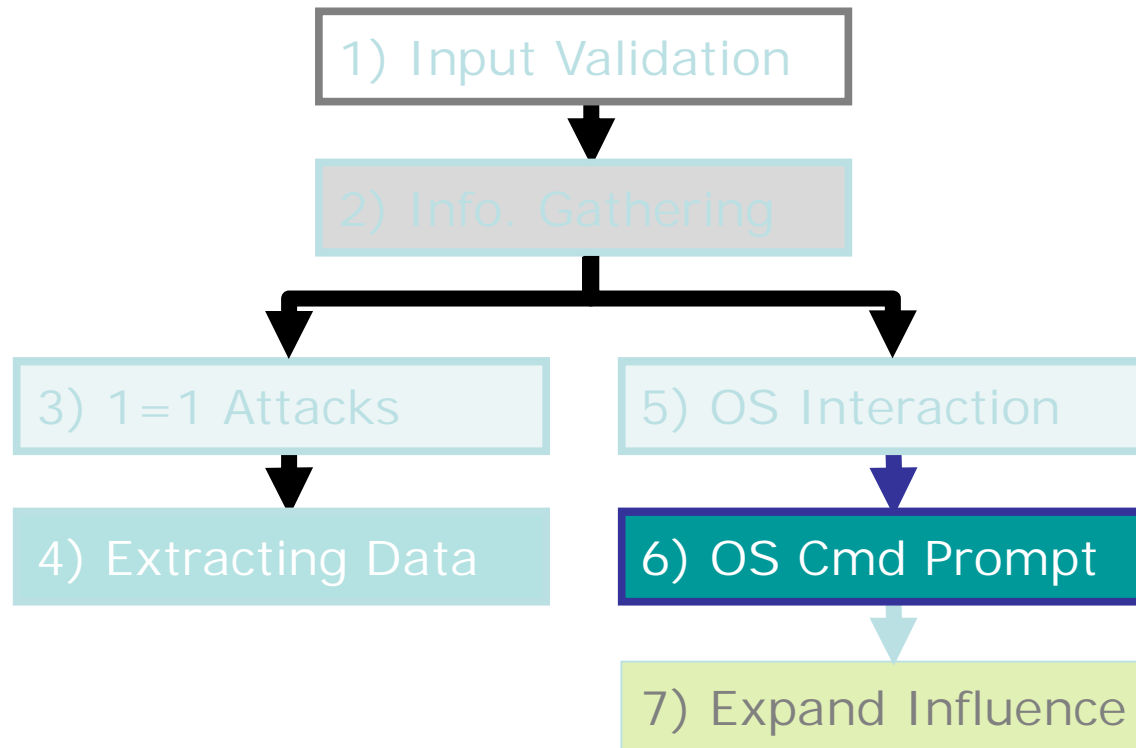 1) Input Validation
2) Info. Gathering
3) 1=1 Attacks
5) OS Interaction
4) Extracting Data
6) OS Cmd Prompt
7) Expand Influence